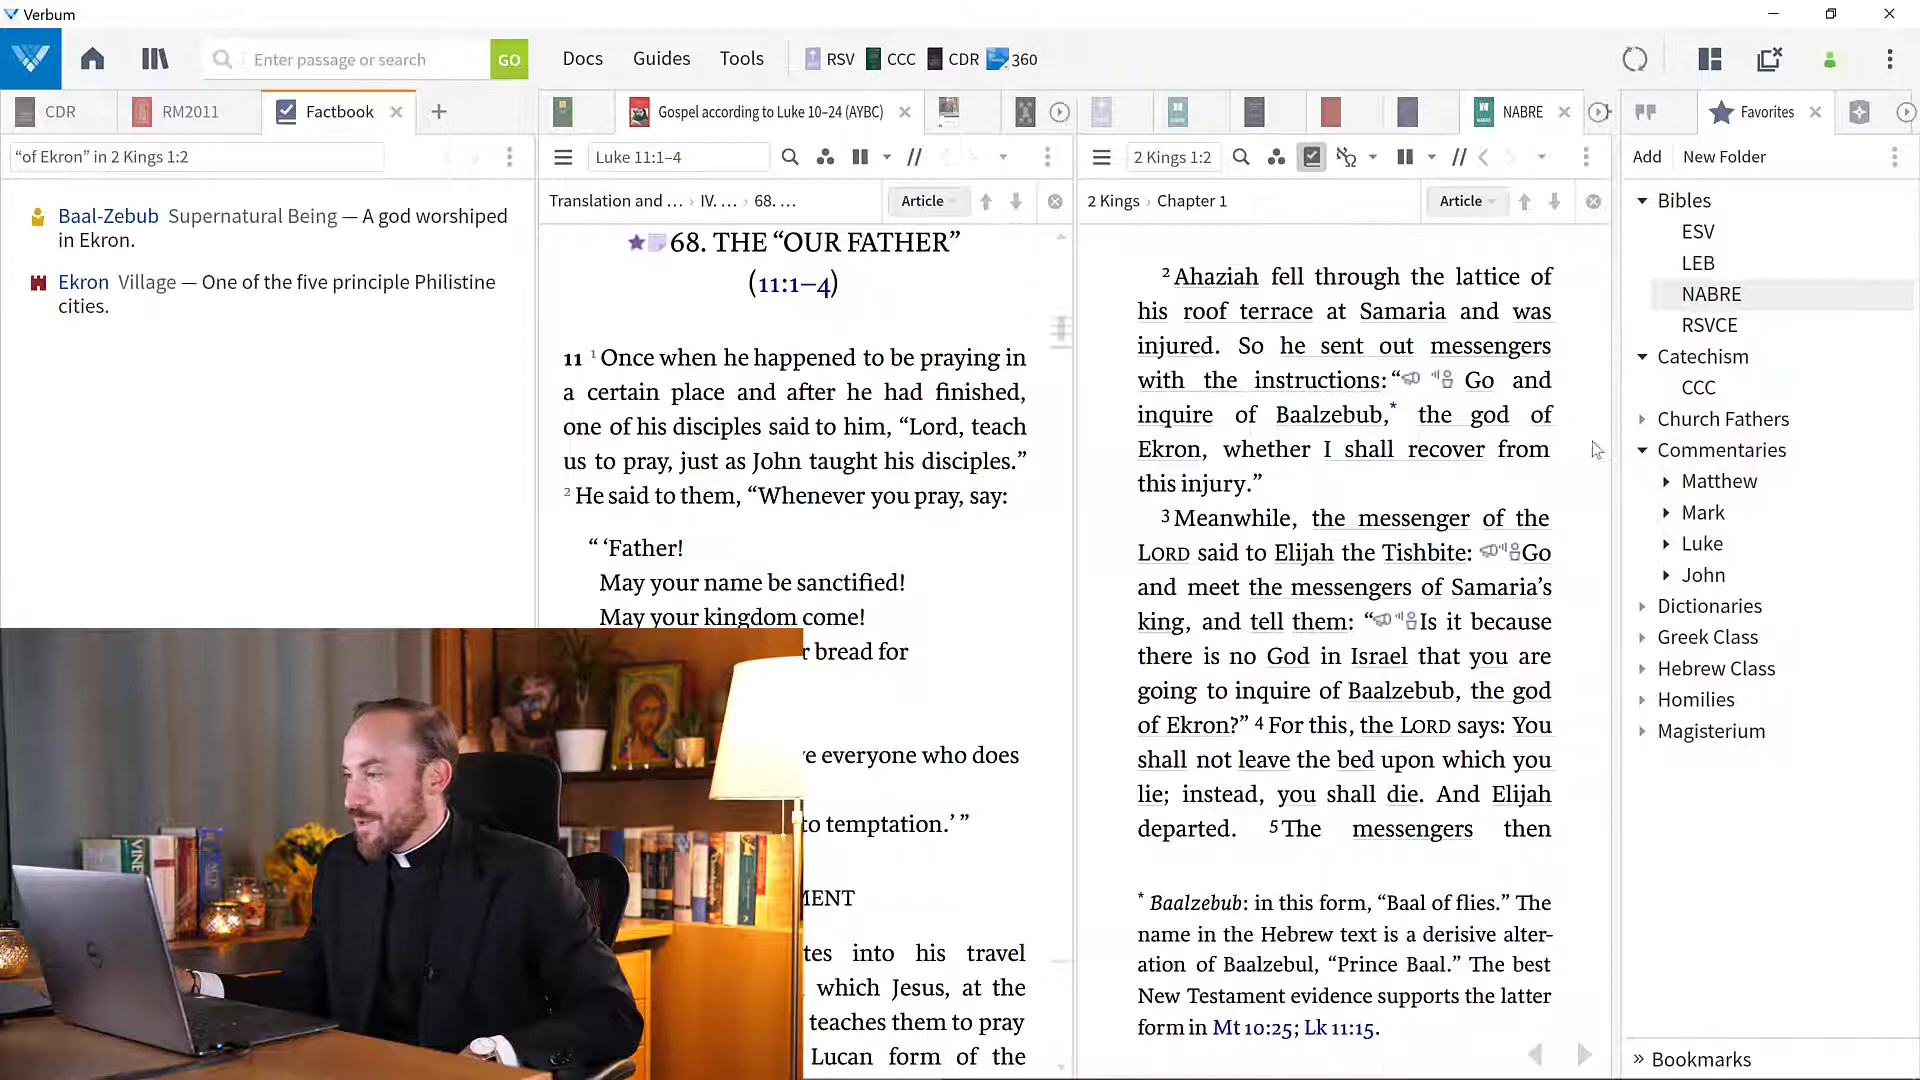 Verbum
Enter passage or search
GO
Docs
Guides
Tools
RSV
CCC
CDR
360
CDR
RM2011
Factbook
Gospel according to Luke 10–24 (AYBC)
NABRE
Favorites
“of Ekron” in 2 Kings 1:2
Baal-Zebub Supernatural Being — A god worshiped
in Ekron.
Ekron Village — One of the five principle Philistine
cities.
Luke 11:1–4
Translation and ... › IV. ... › 68. ...
Article
68. THE “OUR FATHER”
(11:1–4)
11 1 Once when he happened to be praying in
a certain place and after he had finished,
one of his disciples said to him, “Lord, teach
us to pray, just as John taught his disciples.”
2 He said to them, “Whenever you pray, say:
“ ‘Father!
May your name be sanctified!
May your kingdom come!
r bread for
ve everyone who does
to temptation.’ ”
MENT
tes into his travel
which Jesus, at the
teaches them to pray
Lucan form of the
2 Kings 1:2
2 Kings › Chapter 1
Article
2 Ahaziah fell through the lattice of
his roof terrace at Samaria and was
injured. So he sent out messengers
with the instructions: “ Go and
inquire of Baalzebub,* the god of
Ekron, whether I shall recover from
this injury.”
3 Meanwhile, the messenger of the
LORD said to Elijah the Tishbite: Go
and meet the messengers of Samaria’s
king, and tell them: “ Is it because
there is no God in Israel that you are
going to inquire of Baalzebub, the god
of Ekron?” 4 For this, the LORD says: You
shall not leave the bed upon which you
lie; instead, you shall die. And Elijah
departed. 5 The messengers then
* Baalzebub: in this form, “Baal of flies.” The
name in the Hebrew text is a derisive alter-
ation of Baalzebul, “Prince Baal.” The best
New Testament evidence supports the latter
form in Mt 10:25; Lk 11:15.
Add
New Folder
Bibles
ESV
LEB
NABRE
RSVCE
Catechism
CCC
Church Fathers
Commentaries
Matthew
Mark
Luke
John
Dictionaries
Greek Class
Hebrew Class
Homilies
Magisterium
» Bookmarks